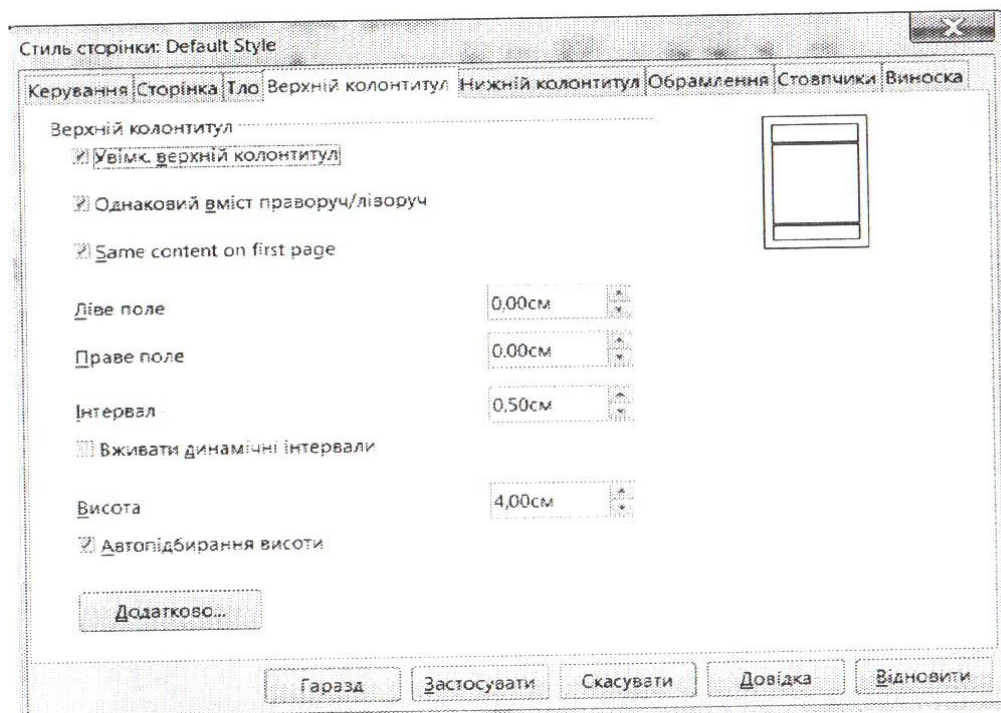 Стиль сторінки: Default Style
Керування Сторінка Тло Верхній колонтитул Нижній колонтитул Обрамлення Стовпчики Виноска
Верхній колонтитул
Увімк. верхній колонтитул
Однаковий вміст праворуч/ліворуч
Same content on first page
Ліве поле 0,00см
Праве поле 0,00см
Інтервал 0,50см
Вживати динамічні інтервали
Висота 4,00см
Автопідбирання висоти
Додатково...
Гаразд Застосувати Скасувати Довідка Відновити